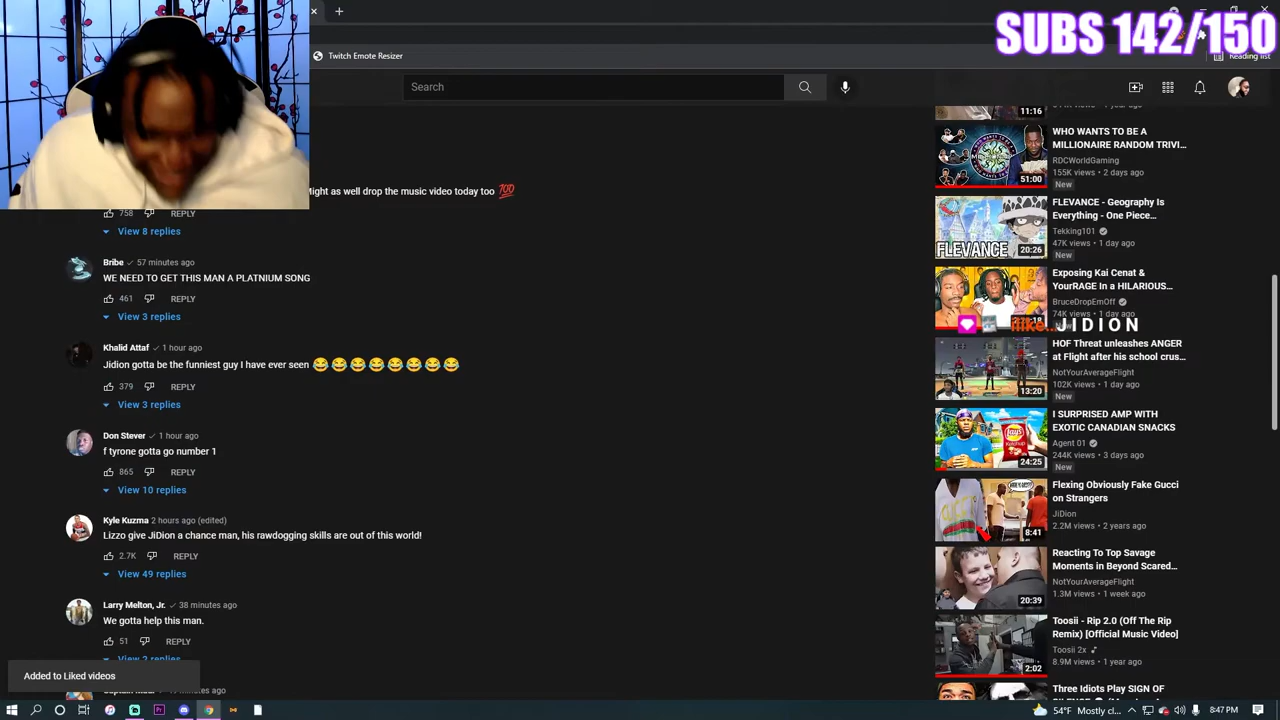 SUBS 142/150
Twitch Emote Resizer
Reading list
Search
Might as well drop the music video today too 💯
758
REPLY
View 8 replies
Bribe
57 minutes ago
WE NEED TO GET THIS MAN A PLATNIUM SONG
461
REPLY
View 3 replies
Khalid Attaf
1 hour ago
Jidion gotta be the funniest guy I have ever seen 😂😂😂😂😂😂😂😂
379
REPLY
View 3 replies
Don Stever
1 hour ago
f tyrone gotta go number 1
865
REPLY
View 10 replies
Kyle Kuzma 2 hours ago (edited)
Lizzo give JiDion a chance man, his rawdogging skills are out of this world!
2.7K
REPLY
View 49 replies
Larry Melton, Jr.
38 minutes ago
We gotta help this man.
51
REPLY
View 2 replies
Added to Liked videos
11:16
WHO WANTS TO BE A
MILLIONAIRE RANDOM TRIVI...
RDCWorldGaming
155K views • 2 days ago
New
51:00
FLEVANCE - Geography Is
Everything - One Piece...
Tekking101
47K views • 1 day ago
New
FLEVANCE
20:26
Exposing Kai Cenat &
YourRAGE In a HILARIOUS...
BruceDropEmOff
74K views • 1 day ago
JIDION
HOF Threat unleashes ANGER
at Flight after his school crus...
NotYourAverageFlight
102K views • 1 day ago
New
13:20
I SURPRISED AMP WITH
EXOTIC CANADIAN SNACKS
Agent 01
244K views • 3 days ago
New
Lays
24:25
Flexing Obviously Fake Gucci
on Strangers
JiDion
2.2M views • 2 years ago
8:41
Reacting To Top Savage
Moments in Beyond Scared...
NotYourAverageFlight
1.3M views • 1 week ago
20:39
Toosii - Rip 2.0 (Off The Rip
Remix) [Official Music Video]
Toosii 2x
8.9M views • 1 year ago
2:02
Three Idiots Play SIGN OF
54°F Mostly cl...
8:47 PM